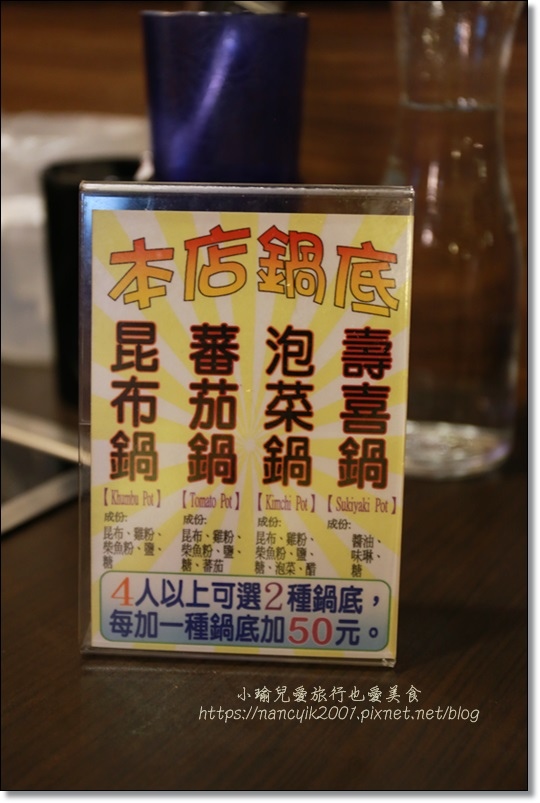 本店鍋底
壽喜鍋
【 Sukiyaki Pot 】
成份:
醬油、
味琳、
糖
泡菜鍋
【 Kimchi Pot 】
成份:
昆布、雞粉、
柴魚粉、鹽、
糖、泡菜、醋
蕃茄鍋
【 Tomato Pot 】
成份:
昆布、雞粉、
柴魚粉、鹽、
糖、蕃茄
昆布鍋
【 Khumbu Pot 】
成份:
昆布、雞粉、
柴魚粉、鹽、
糖
4人以上可選2種鍋底，
每加一種鍋底加50元。
小瑜兒愛旅行也愛美食
https://nancyik2001.pixnet.net/blog